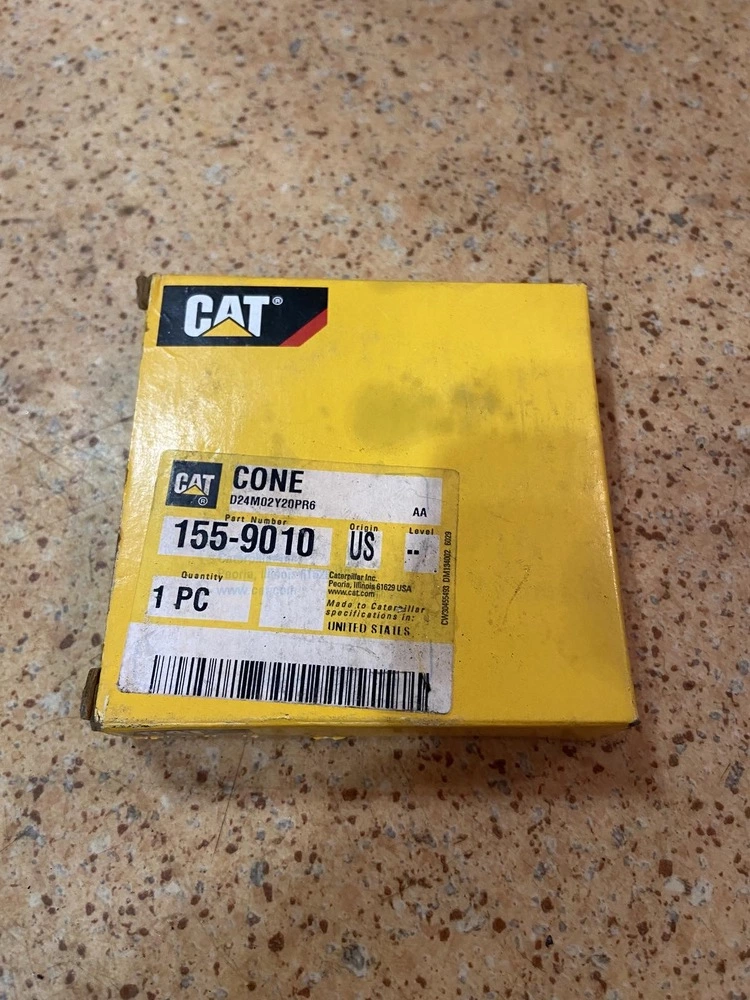 CAT®
CAT®
CONE
D24M02Y20PR6
AA
Part Number
Origin
Level
155-9010
US
--
Quantity
1 PC
Caterpillar Inc.
Peoria, Illinois 61629 USA
www.cat.com
Made to Caterpillar
specifications in:
UNITED STATES